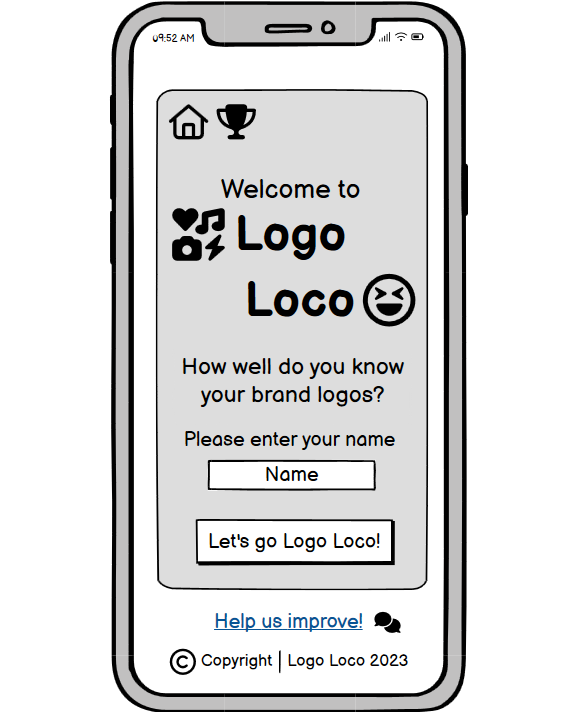 09:52 AM
Welcome to
Logo
Loco
How well do you know
your brand logos?
Please enter your name
Name
Let's go Logo Loco!
Help us improve!
© Copyright | Logo Loco 2023